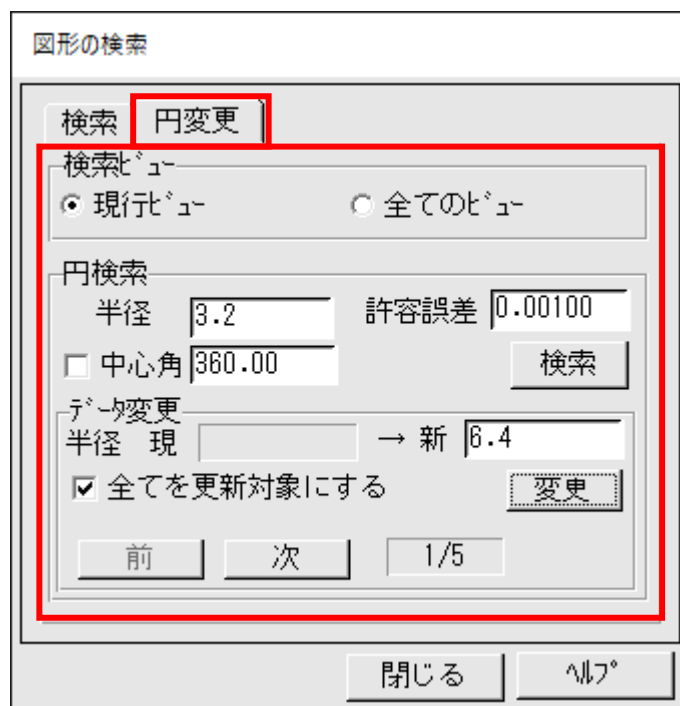 図形の検索
検索 円変更
検索ﾋﾞｭｰ
現行ﾋﾞｭｰ 全てのﾋﾞｭｰ
円検索
半径 3.2 許容誤差 0.00100
中心角 360.00 検索
ﾃﾞｰﾀ変更
半径 現 → 新 6.4
全てを更新対象にする 変更
前 次 1/5
閉じる ﾍﾙﾌﾟ